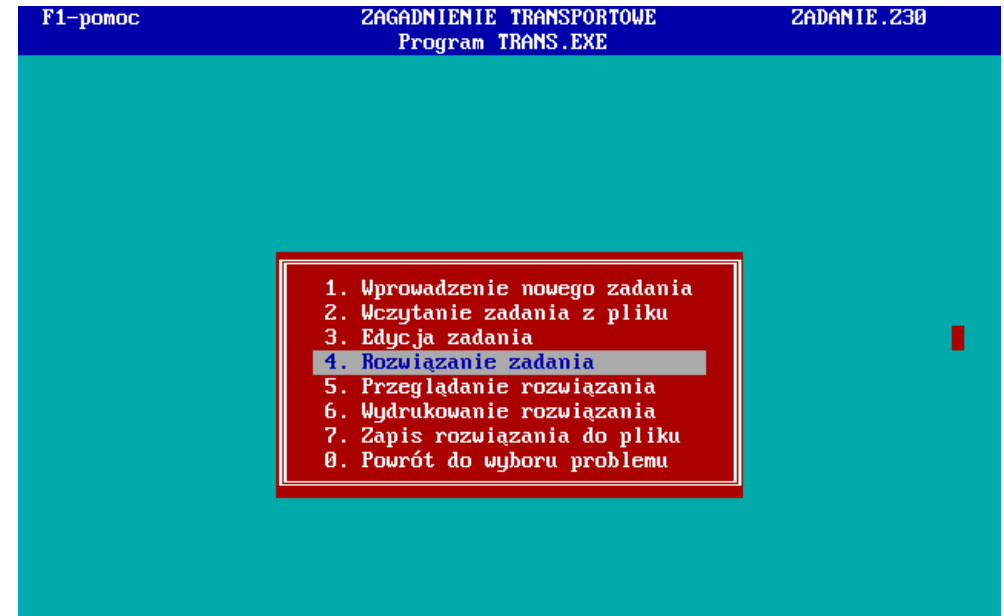 F1-pomoc ZAGADNIENIE TRANSPORTOWE ZADANIE.Z30
Program TRANS.EXE
1. Wprowadzenie nowego zadania
2. Wczytanie zadania z pliku
3. Edycja zadania
4. Rozwiązanie zadania
5. Przeglądanie rozwiązania
6. Wydrukowanie rozwiązania
7. Zapis rozwiązania do pliku
0. Powrót do wyboru problemu